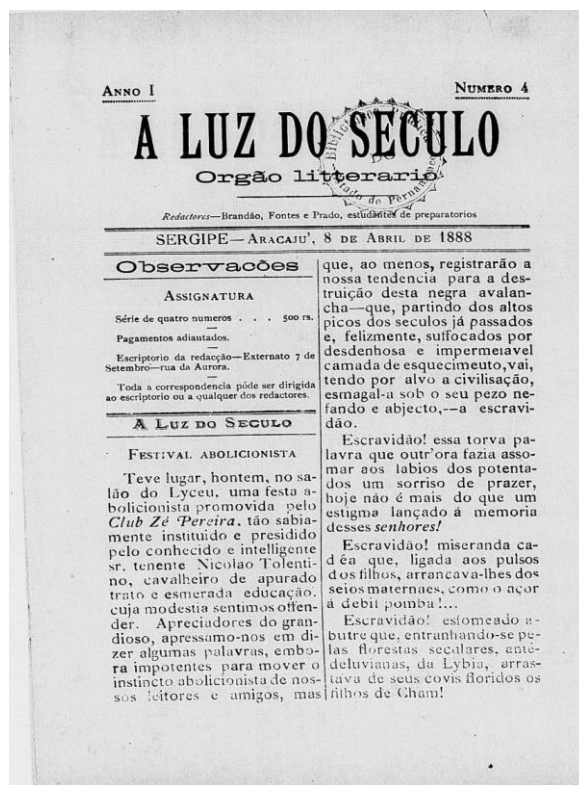 ANNO I
NUMERO 4
A LUZ DO SECULO
Orgão litterario
Redactores—Brandão, Fontes e Prado, estudantes de preparatorios
SERGIPE—ARACAJU', 8 DE ABRIL DE 1888
Observacões
ASSIGNATURA
Série de quatro numeros . . . 500 rs.
Pagamentos adiantados.
Escriptorio da redacção—Externato 7 de
Setembro—rua da Aurora.
Toda a correspondencia póde ser dirigida
ao escriptorio ou a qualquer dos redactores.
A LUZ DO SECULO
FESTIVAL ABOLICIONISTA
Teve lugar, hontem, no sa-
lão do Lyceu, uma festa a-
bolicionista promovida pelo
Club Zé Pereira, tão sabia-
mente instituido e presidido
pelo conhecido e intelligente
sr. tenente Nicolao Tolenti-
no, cavalheiro de apurado
trato e esmerada educação,
cuja modestia sentimos offen-
der. Apreciadores do gran-
dioso, apressamo-nos em di-
zer algumas palavras, embo-
ra impotentes para mover o
instincto abolicionista de nos-
sos leitores e amigos, mas
que, ao menos, registrarão a
nossa tendencia para a des-
truição desta negra avalan-
cha—que, partindo dos altos
picos dos seculos já passados
e, felizmente, suffocados por
desdenhosa e impermeiavel
camada de esquecimeuto, vai,
tendo por alvo a civilisação,
esmagal-a sob o seu pezo ne-
fando e abjecto,—a escravi-
dão.
Escravidão! essa torva pa-
lavra que outr'ora fazia asso-
mar aos labios dos potenta-
dos um sorriso de prazer,
hoje não é mais do que um
estigma lançado á memoria
desses senhores!
Escravidão! miseranda ca-
dêa que, ligada aos pulsos
dos filhos, arrancava-lhes dos
seios maternaes, como o açor
á debil pomba!...
Escravidão! esfomeado a-
butre que, entranhando-se pe-
las florestas seculares, ante-
deluvianas, da Lybia, arras-
tava de seus covis floridos os
filhos de Cham!
Bibliotheca Publica
DO
Estado de Pernambuco